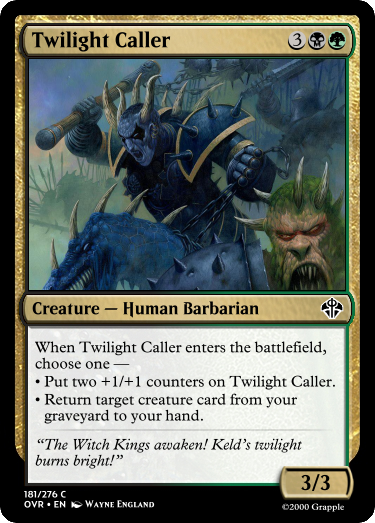 Twilight Caller 3
Creature — Human Barbarian
When Twilight Caller enters the battlefield,
choose one —
• Put two +1/+1 counters on Twilight Caller.
• Return target creature card from your
graveyard to your hand.
“The Witch Kings awaken! Keld’s twilight
burns bright!”
3/3
181/276 C
OVR • EN Wayne England
©2000 Grapple